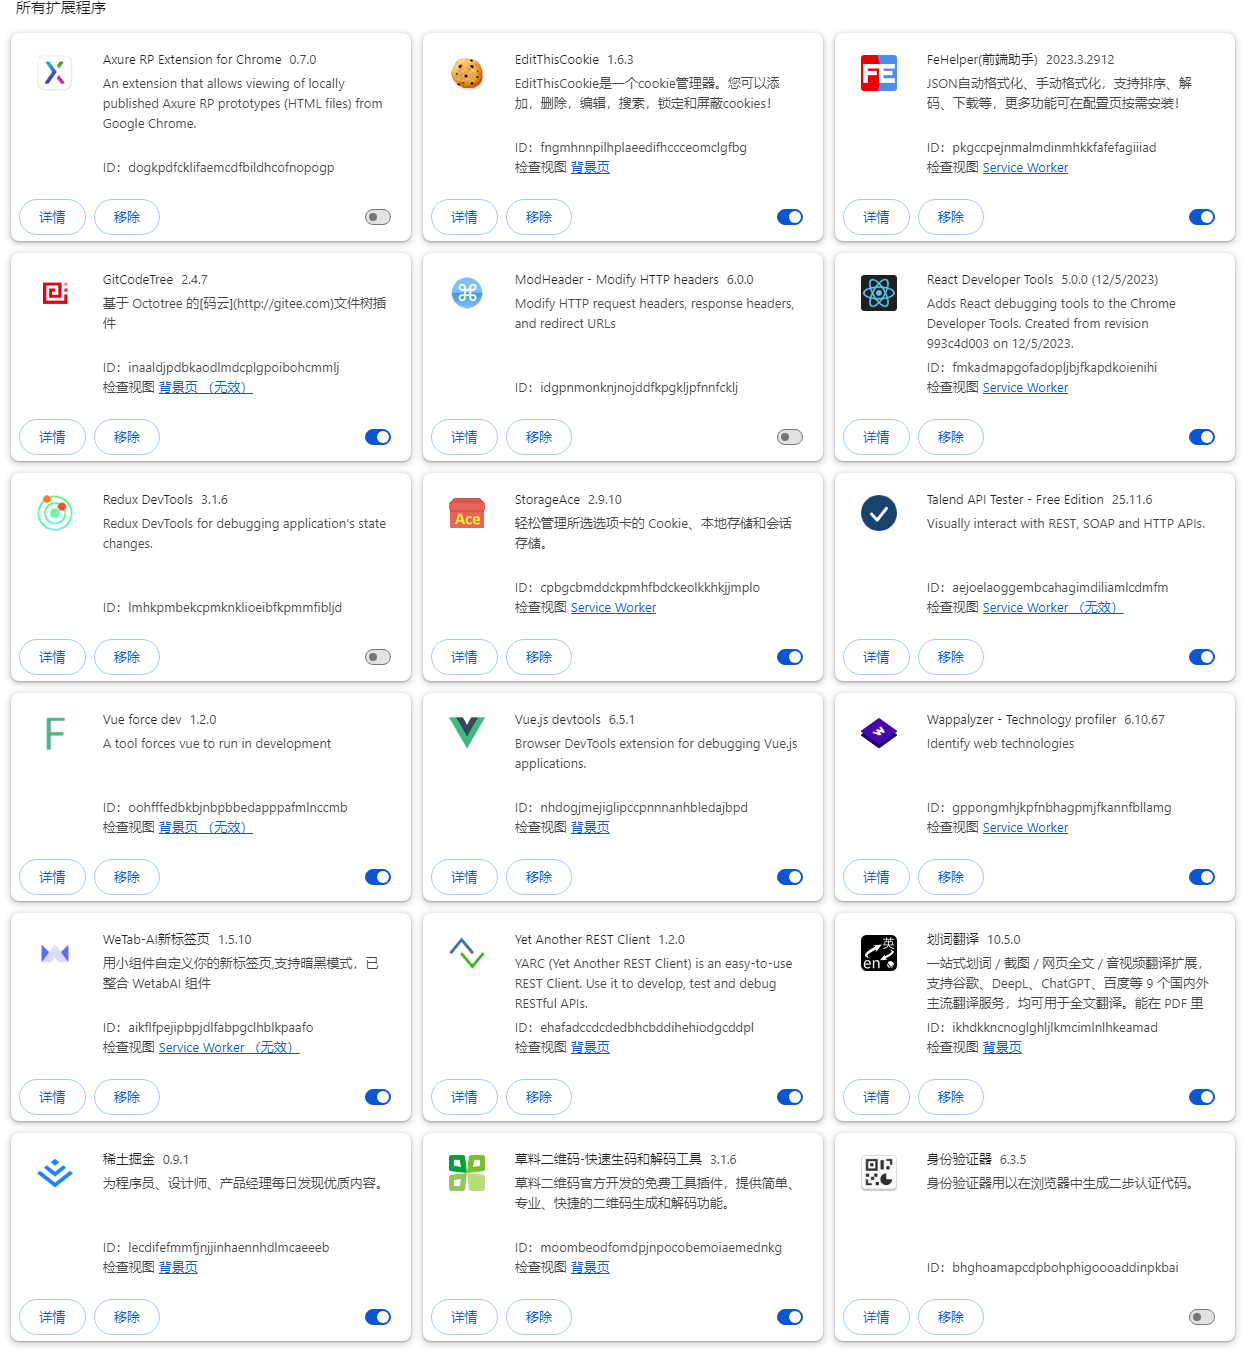 所有扩展程序
Axure RP Extension for Chrome 0.7.0
An extension that allows viewing of locally
published Axure RP prototypes (HTML files) from
Google Chrome.
ID：dogkpdfcklifaemcdfbildhcofnopogp
详情 移除
EditThisCookie 1.6.3
EditThisCookie是一个cookie管理器。您可以添
加，删除，编辑，搜索，锁定和屏蔽cookies！
ID：fngmhnnpilhplaeedifhccceomclgfbg
检查视图 背景页
详情 移除
FeHelper(前端助手) 2023.3.2912
JSON自动格式化、手动格式化，支持排序、解
码、下载等，更多功能可在配置页按需安装！
ID：pkgccpejnmalmdinmhkkfafefagiiiad
检查视图 Service Worker
详情 移除
GitCodeTree 2.4.7
基于 Octotree 的[码云](http://gitee.com)文件树插
件
ID：inaaldjpdbkaodlmdcplgpoibohcmmlj
检查视图 背景页 （无效）
详情 移除
ModHeader - Modify HTTP headers 6.0.0
Modify HTTP request headers, response headers,
and redirect URLs
ID：idgpnmonknjnojddfkpgkljpfnnfcklj
详情 移除
React Developer Tools 5.0.0 (12/5/2023)
Adds React debugging tools to the Chrome
Developer Tools. Created from revision
993c4d003 on 12/5/2023.
ID：fmkadmapgofadopljbjfkapdkoienihi
检查视图 Service Worker
详情 移除
Redux DevTools 3.1.6
Redux DevTools for debugging application's state
changes.
ID：lmhkpmbekcpmknklioeibfkpmmfibljd
详情 移除
Ace
StorageAce 2.9.10
轻松管理所选选项卡的 Cookie、本地存储和会话
存储。
ID：cpbgcbmddckpmhfbdckeolkkhkjjmplo
检查视图 Service Worker
详情 移除
Talend API Tester - Free Edition 25.11.6
Visually interact with REST, SOAP and HTTP APIs.
ID：aejoelaoggembcahagimdiliamlcdmfm
检查视图 Service Worker （无效）
详情 移除
Vue force dev 1.2.0
A tool forces vue to run in development
ID：oohfffedbkbjnbpbbedapppafmlnccmb
检查视图 背景页 （无效）
详情 移除
Vue.js devtools 6.5.1
Browser DevTools extension for debugging Vue.js
applications.
ID：nhdogjmejiglipccpnnnanhbledajbpd
检查视图 背景页
详情 移除
Wappalyzer - Technology profiler 6.10.67
Identify web technologies
ID：gppongmhjkpfnbhagpmjfkannfbllamg
检查视图 Service Worker
详情 移除
WeTab-AI新标签页 1.5.10
用小组件自定义你的新标签页,支持暗黑模式，已
整合 WetabAI 组件
ID：aikflfpejipbpjdlfabpgclhblkpaafo
检查视图 Service Worker （无效）
详情 移除
Yet Another REST Client 1.2.0
YARC (Yet Another REST Client) is an easy-to-use
REST Client. Use it to develop, test and debug
RESTful APIs.
ID：ehafadccdcdedbhcbddihehiodgcddpl
检查视图 背景页
详情 移除
英
en
划词翻译 10.5.0
一站式划词 / 截图 / 网页全文 / 音视频翻译扩展，
支持谷歌、DeepL、ChatGPT、百度等 9 个国内外
主流翻译服务，均可用于全文翻译。能在 PDF 里
ID：ikhdkkncnoglghljlkmcimlnlhkeamad
检查视图 背景页
详情 移除
稀土掘金 0.9.1
为程序员、设计师、产品经理每日发现优质内容。
ID：lecdifefmmfjnjjinhaennhdlmcaeeeb
检查视图 背景页
详情 移除
草料二维码-快速生码和解码工具 3.1.6
草料二维码官方开发的免费工具插件，提供简单、
专业、快捷的二维码生成和解码功能。
ID：moombeodfomdpjnpocobemoiaemednkg
检查视图 背景页
详情 移除
身份验证器 6.3.5
身份验证器用以在浏览器中生成二步认证代码。
ID：bhghoamapcdpbohphigoooaddinpkbai
详情 移除